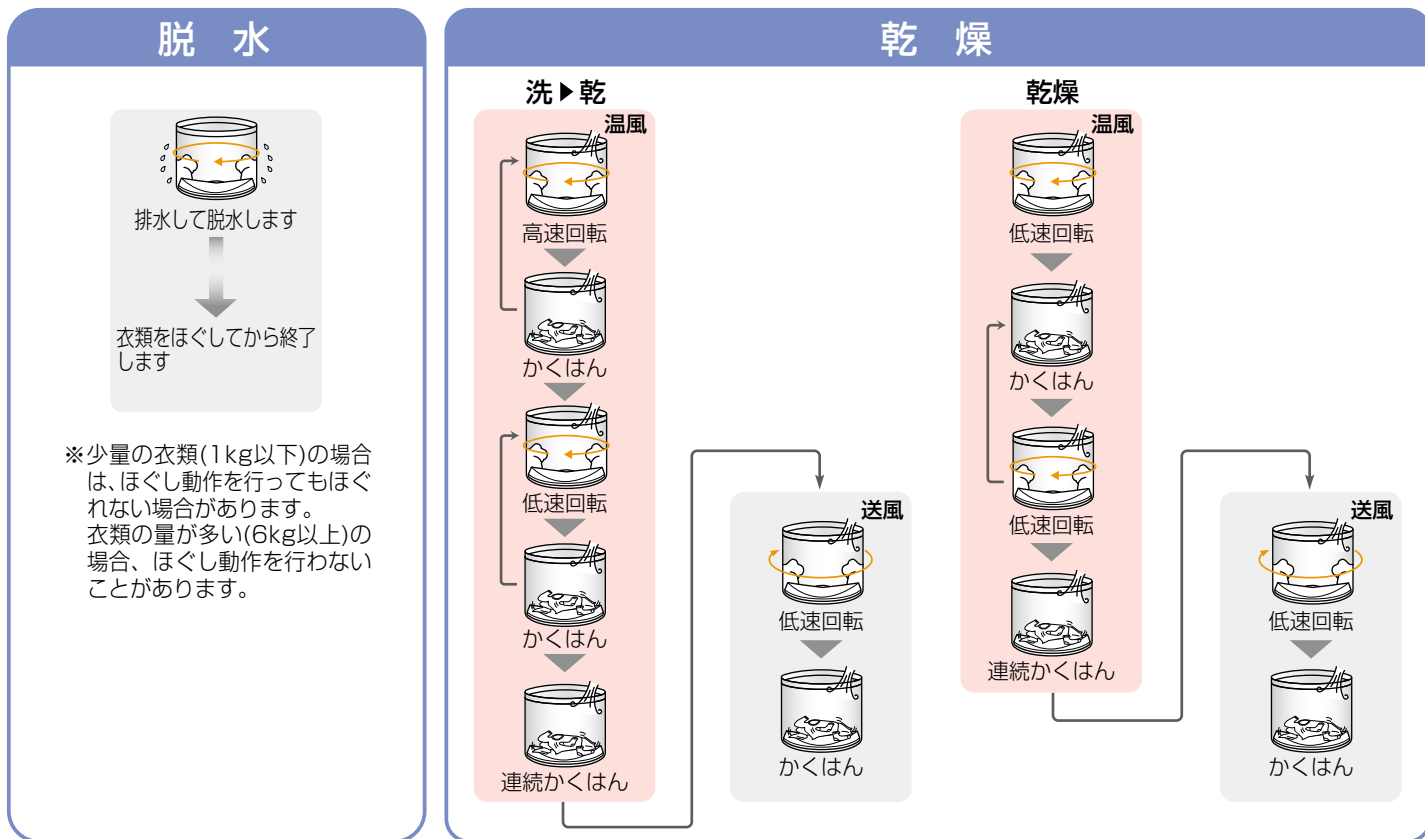 脱 水
排水して脱水します
衣類をほぐしてから終了
します
※少量の衣類(1kg以下)の場合
は、ほぐし動作を行ってもほぐ
れない場合があります。
衣類の量が多い(6kg以上)の
場合、ほぐし動作を行わない
ことがあります。
乾 燥
洗▶乾
温風
高速回転
かくはん
低速回転
かくはん
連続かくはん
送風
低速回転
かくはん
乾燥
温風
低速回転
かくはん
低速回転
連続かくはん
送風
低速回転
かくはん